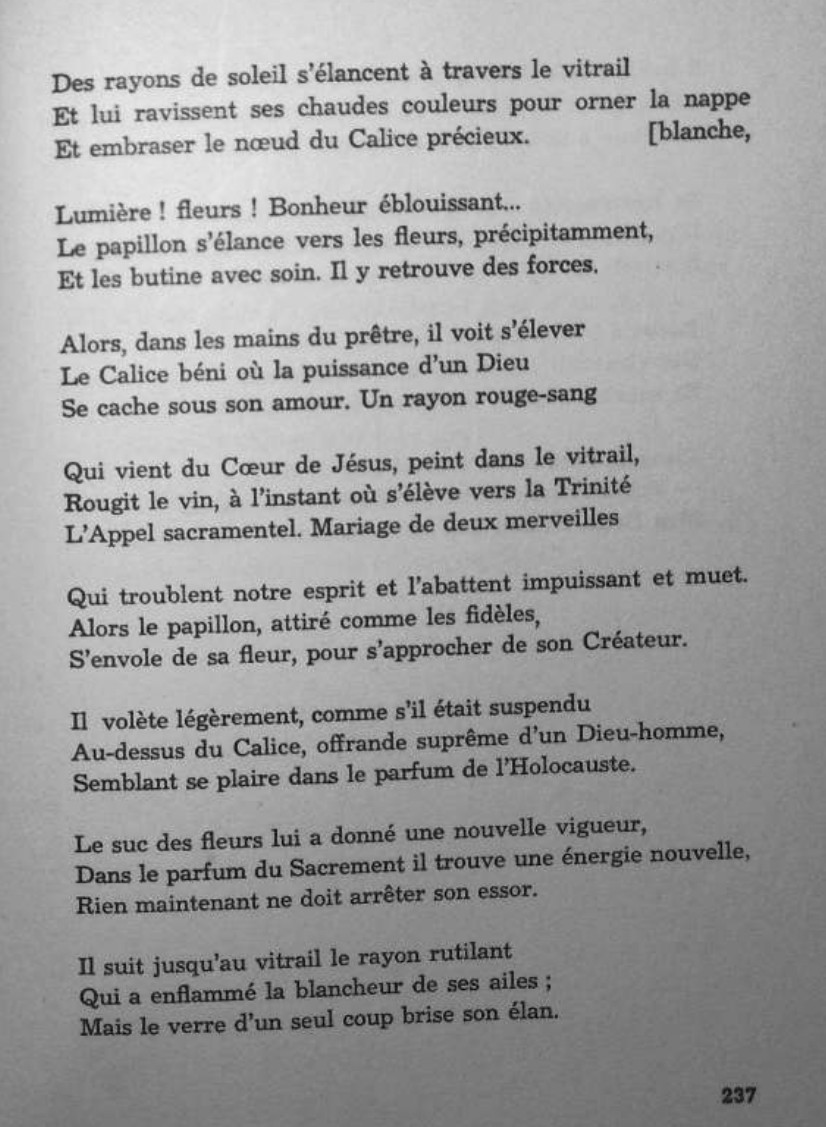 Des rayons de soleil s'élancent à travers le vitrail
Et lui ravissent ses chaudes couleurs pour orner la nappe
Et embraser le nœud du Calice précieux. [blanche,
Lumière ! fleurs ! Bonheur éblouissant...
Le papillon s'élance vers les fleurs, précipitamment,
Et les butine avec soin. Il y retrouve des forces.
Alors, dans les mains du prêtre, il voit s'élever
Le Calice béni où la puissance d'un Dieu
Se cache sous son amour. Un rayon rouge-sang
Qui vient du Cœur de Jésus, peint dans le vitrail,
Rougit le vin, à l'instant où s'élève vers la Trinité
L'Appel sacramentel. Mariage de deux merveilles
Qui troublent notre esprit et l'abattent impuissant et muet.
Alors le papillon, attiré comme les fidèles,
S'envole de sa fleur, pour s'approcher de son Créateur.
Il volète légèrement, comme s'il était suspendu
Au-dessus du Calice, offrande suprême d'un Dieu-homme,
Semblant se plaire dans le parfum de l'Holocauste.
Le suc des fleurs lui a donné une nouvelle vigueur,
Dans le parfum du Sacrement il trouve une énergie nouvelle,
Rien maintenant ne doit arrêter son essor.
Il suit jusqu'au vitrail le rayon rutilant
Qui a enflammé la blancheur de ses ailes ;
Mais le verre d'un seul coup brise son élan.
237